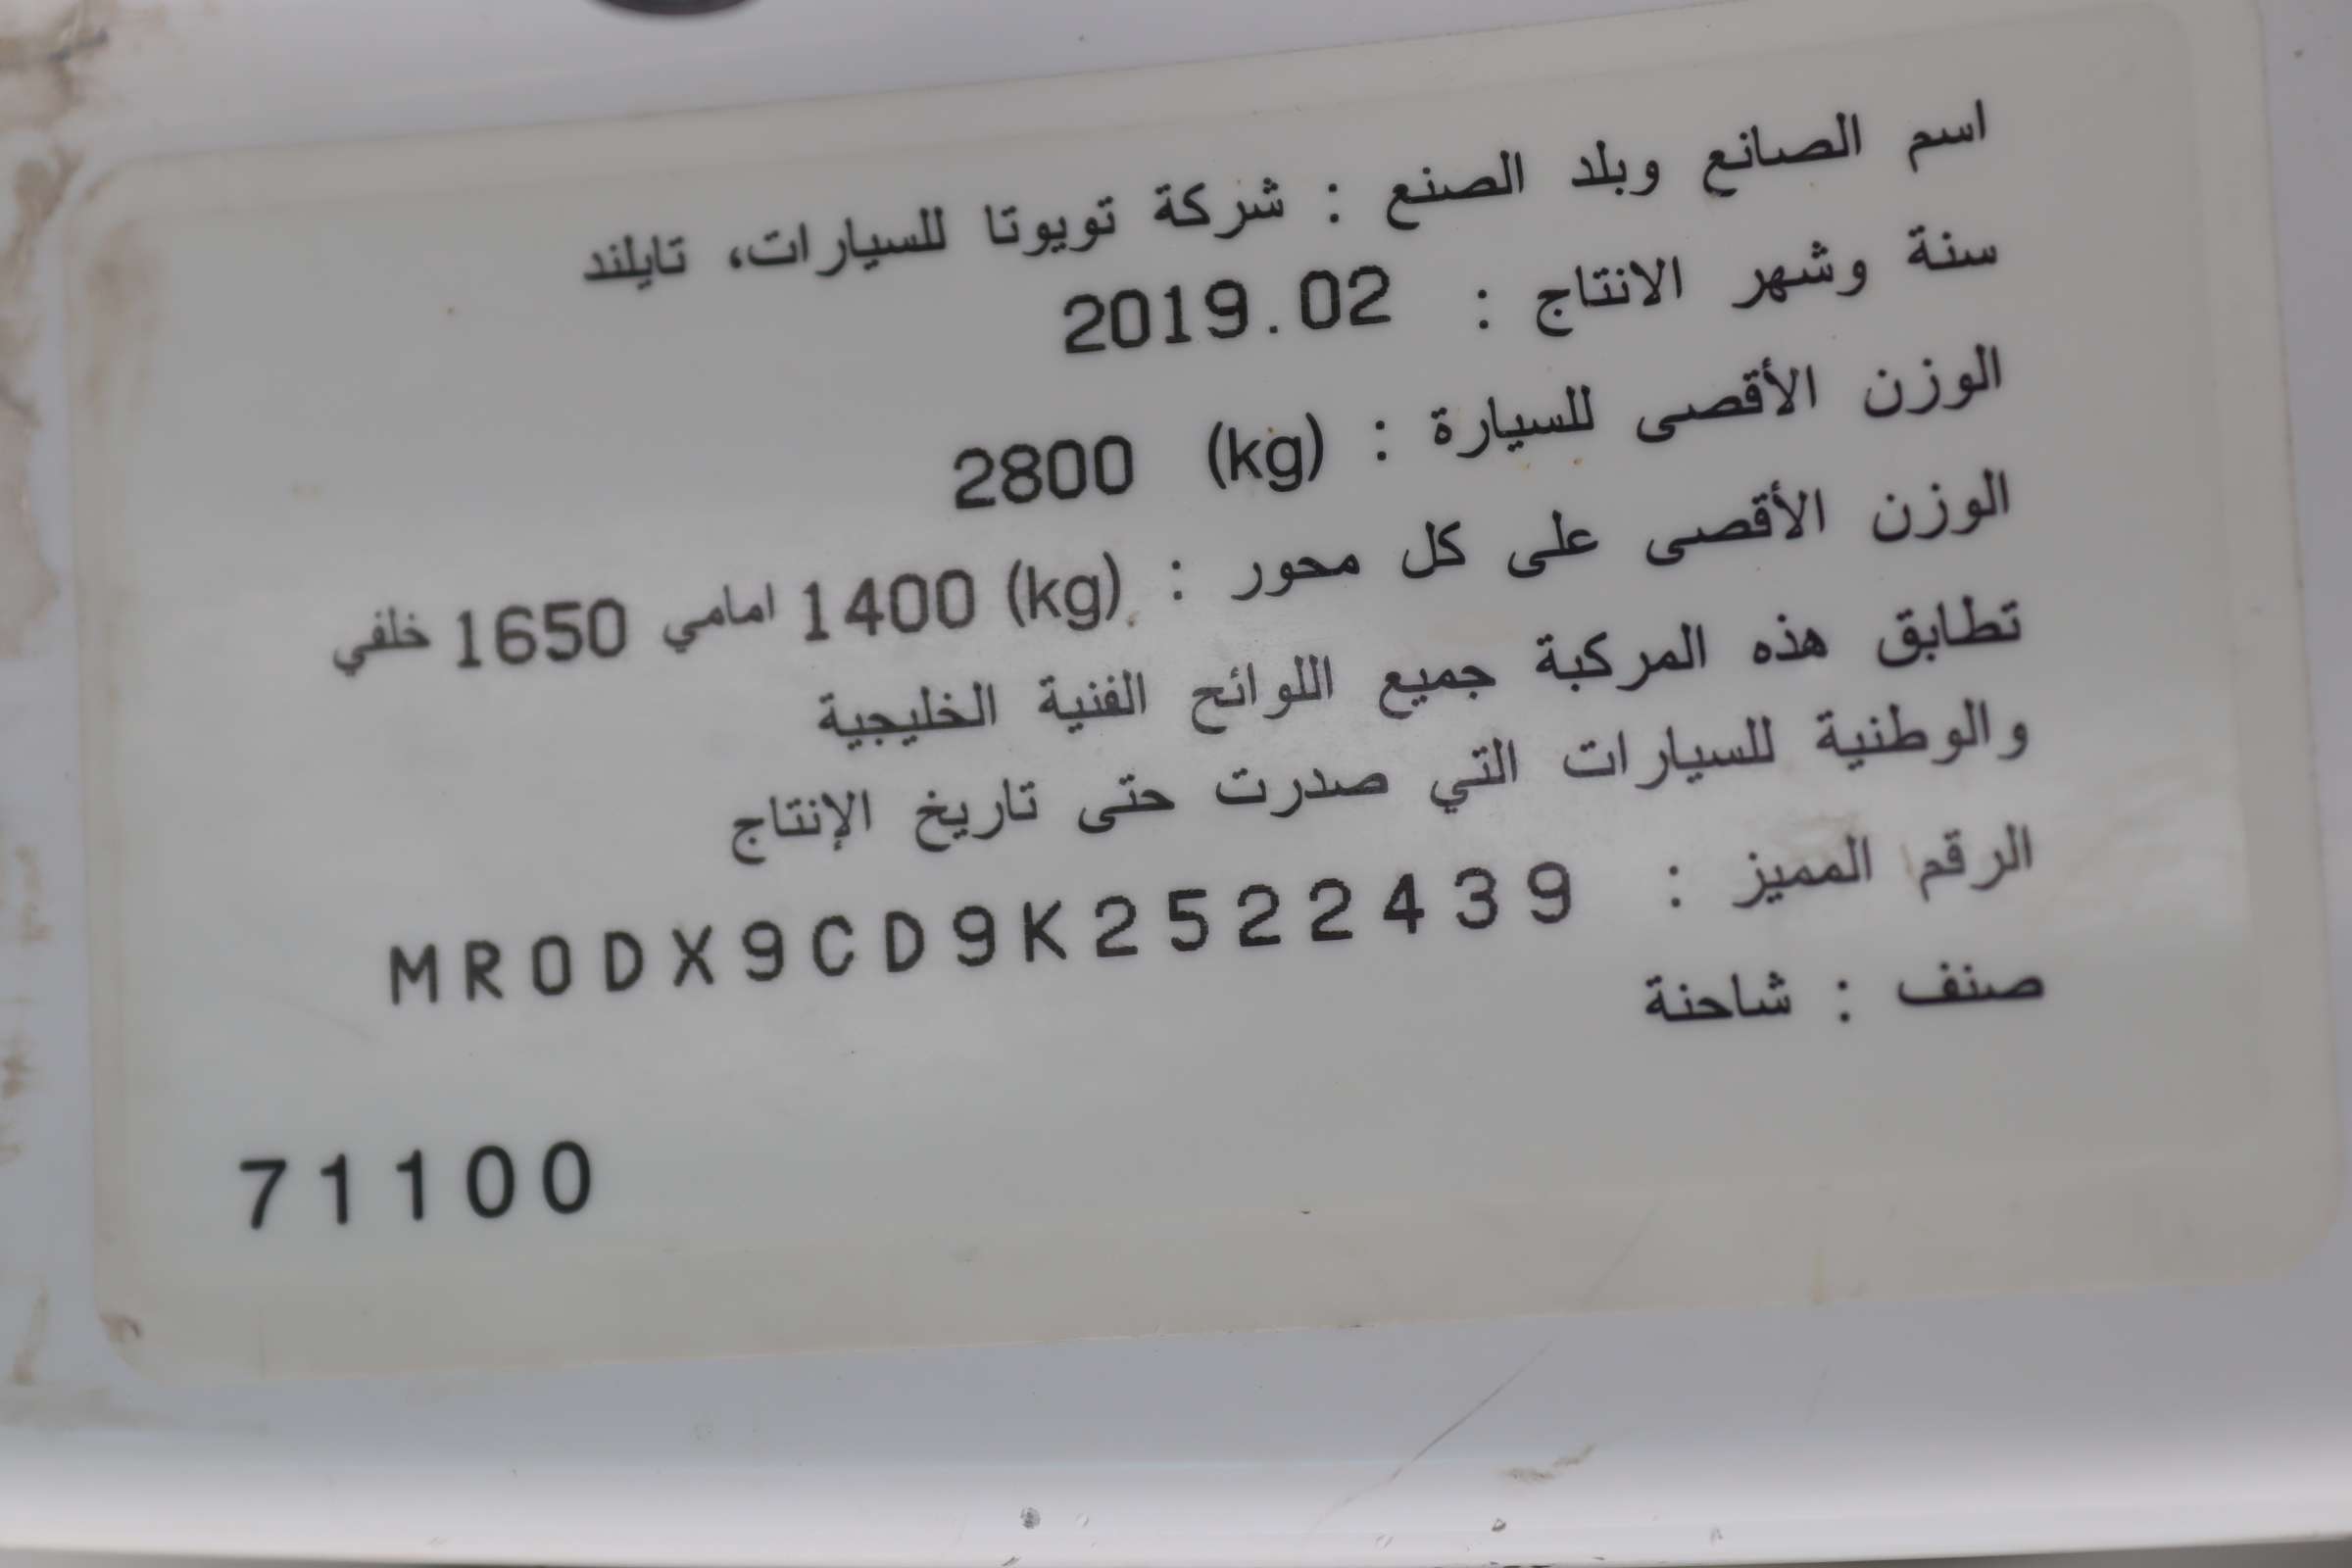 اسم الصانع وبلد الصنع : شركة تويوتا للسيارات، تايلند
سنة وشهر الانتاج : 2019.02
الوزن الأقصى للسيارة : (kg) 2800
الوزن الأقصى على كل محور : (kg) 1400 امامي 1650 خلفي
تطابق هذه المركبة جميع اللوائح الفنية الخليجية
والوطنية للسيارات التي صدرت حتى تاريخ الإنتاج
الرقم المميز : MR0DX9CD9K2522439
صنف : شاحنة
71100